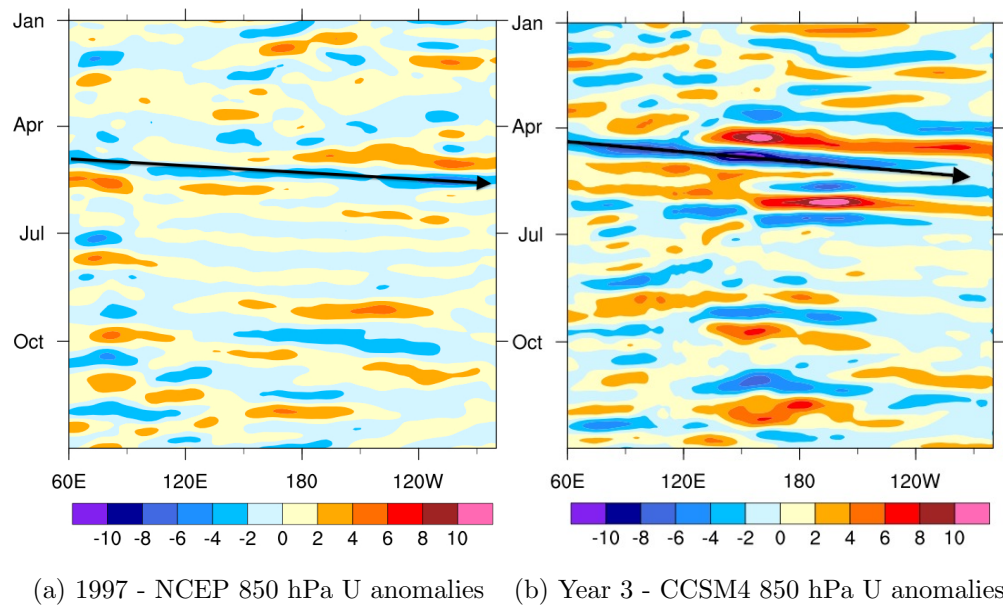 Jan
Apr
Jul
Oct
60E 120E 180 120W
-10 -8 -6 -4 -2 0 2 4 6 8 10
(a) 1997 - NCEP 850 hPa U anomalies
Jan
Apr
Jul
Oct
60E 120E 180 120W
-10 -8 -6 -4 -2 0 2 4 6 8 10
(b) Year 3 - CCSM4 850 hPa U anomalies